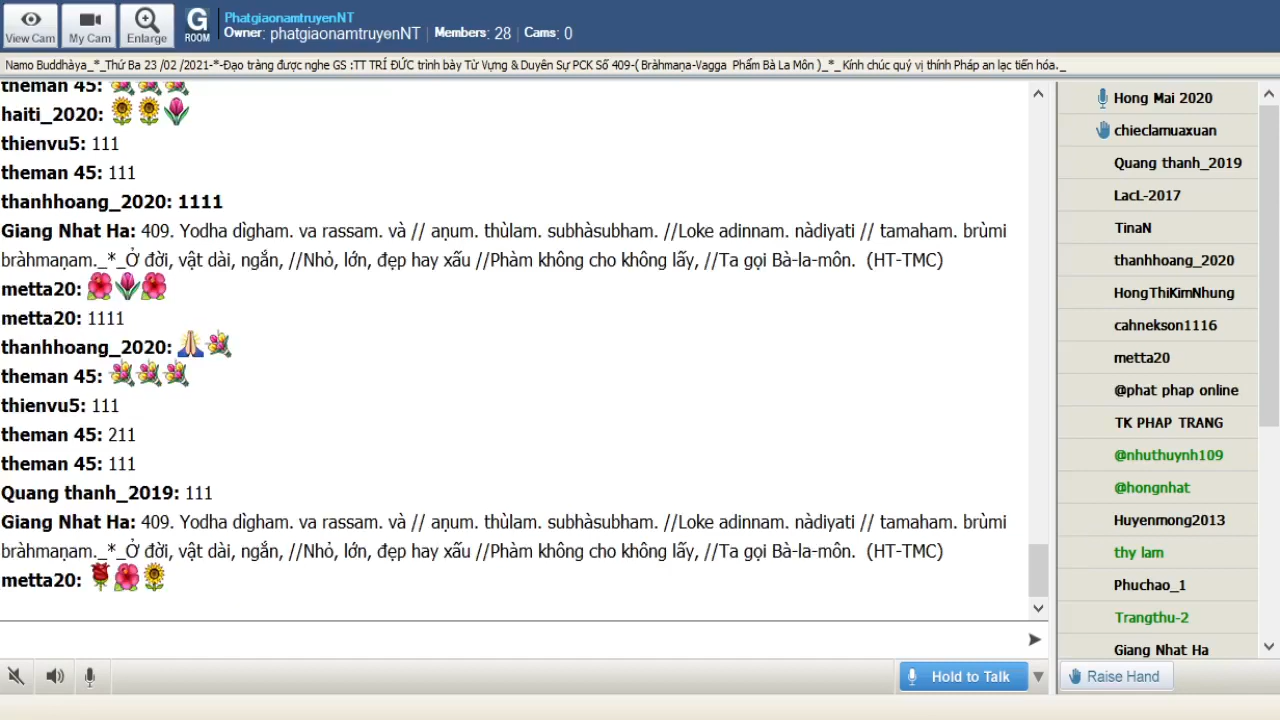 View Cam
My Cam
Enlarge
G
ROOM
PhatgiaonamtruyenNT
Owner: phatgiaonamtruyenNT | Members: 28 | Cams: 0
Namo Buddhàya_*_Thứ Ba 23 /02 /2021-*-Đạo tràng được nghe GS :TT TRÍ ĐỨC trình bày Từ Vựng & Duyên Sự PCK Số 409-( Bràhmaṇa-Vagga Phẩm Bà La Môn )_*_ Kính chúc quý vị thính Pháp an lạc tiến hóa._
theman 45:
haiti_2020:
thienvu5: 111
theman 45: 111
thanhhoang_2020: 1111
Giang Nhat Ha: 409. Yodha dìgham. va rassam. và // aṇum. thùlam. subhàsubham. //Loke adinnam. nàdiyati // tamaham. brùmi
bràhmaṇam._*_Ở đời, vật dài, ngắn, //Nhỏ, lớn, đẹp hay xấu //Phàm không cho không lấy, //Ta gọi Bà-la-môn. (HT-TMC)
metta20:
metta20: 1111
thanhhoang_2020:
theman 45:
thienvu5: 111
theman 45: 211
theman 45: 111
Quang thanh_2019: 111
Giang Nhat Ha: 409. Yodha dìgham. va rassam. và // aṇum. thùlam. subhàsubham. //Loke adinnam. nàdiyati // tamaham. brùmi
bràhmaṇam._*_Ở đời, vật dài, ngắn, //Nhỏ, lớn, đẹp hay xấu //Phàm không cho không lấy, //Ta gọi Bà-la-môn. (HT-TMC)
metta20:
Hold to Talk
Hong Mai 2020
chieclamuaxuan
Quang thanh_2019
LacL-2017
TinaN
thanhhoang_2020
HongThiKimNhung
cahnekson1116
metta20
@phat phap online
TK PHAP TRANG
@nhuthuynh109
@hongnhat
Huyenmong2013
thy lam
Phuchao_1
Trangthu-2
Giang Nhat Ha
Raise Hand